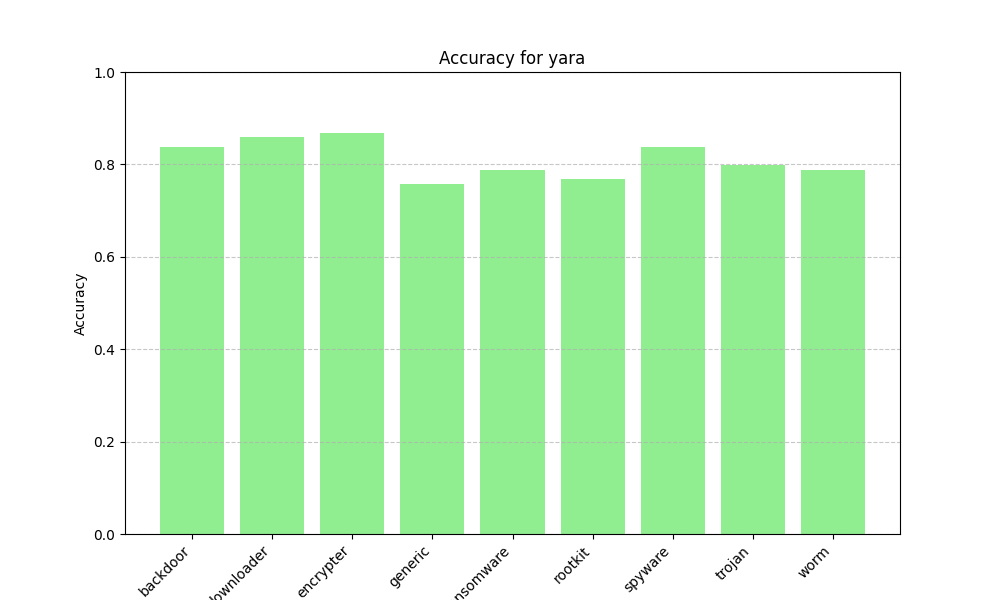 Accuracy for yara
1.0
0.8
0.6
0.4
0.2
0.0
Accuracy
backdoor
ownloader
encrypter
generic
nsomware
rootkit
spyware
trojan
worm